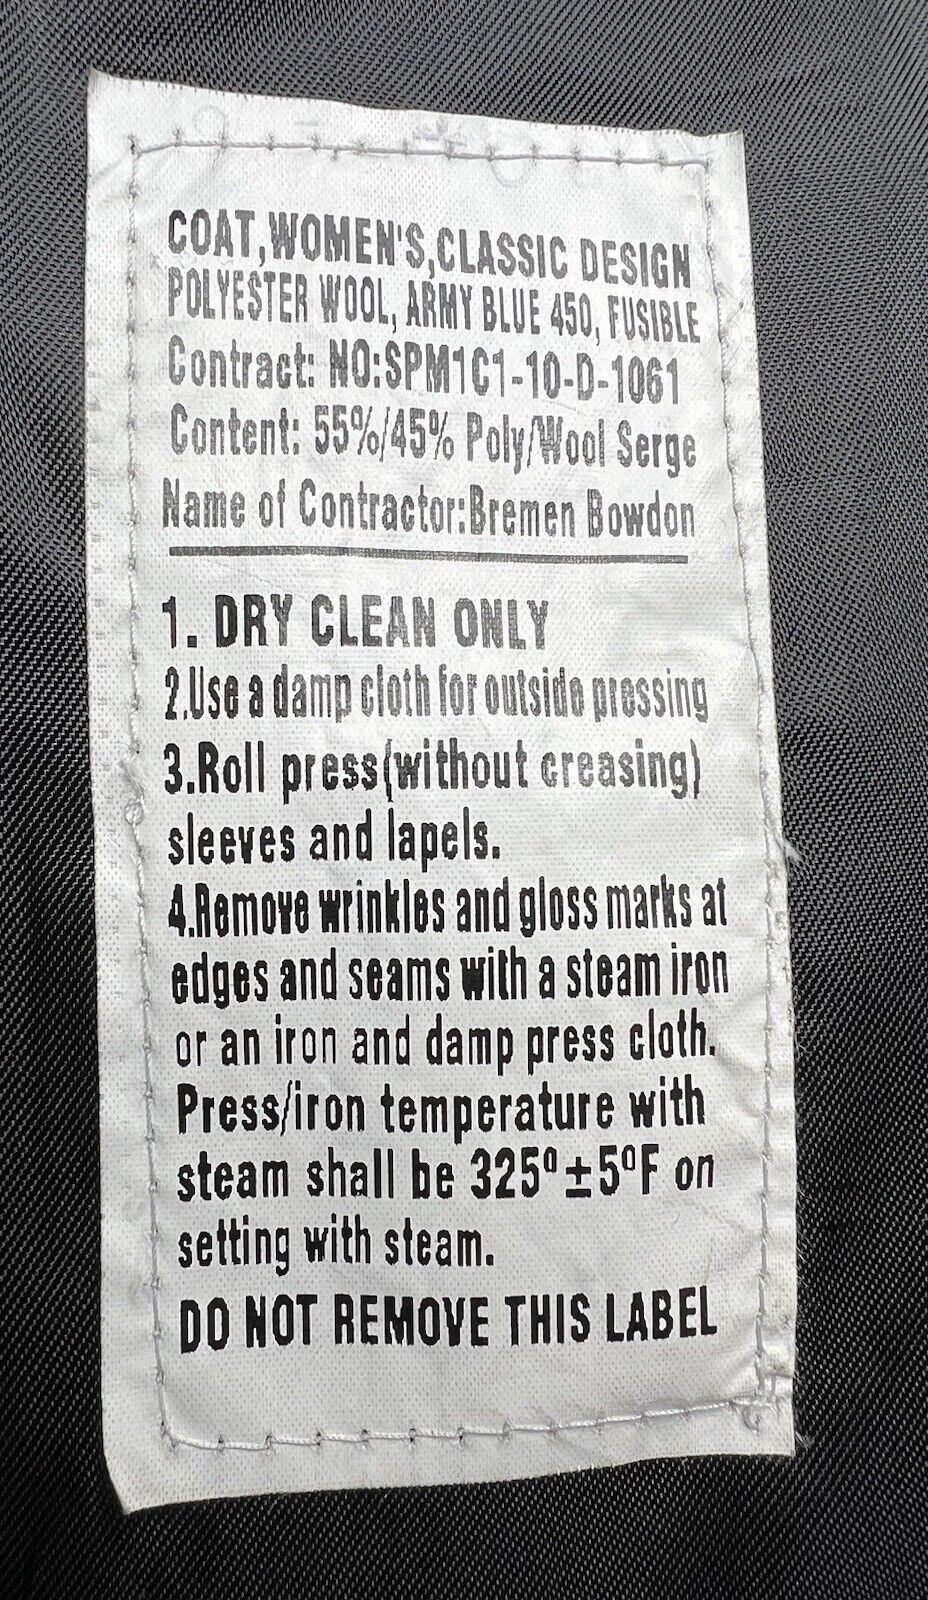 COAT,WOMEN'S,CLASSIC DESIGN
POLYESTER WOOL, ARMY BLUE 450, FUSIBLE
Contract: NO:SPM1C1-10-D-1061
Content: 55%/45% Poly/Wool Serge
Name of Contractor:Bremen Bowdon
1. DRY CLEAN ONLY
2.Use a damp cloth for outside pressing
3.Roll press(without creasing)
sleeves and lapels.
4.Remove wrinkles and gloss marks at
edges and seams with a steam iron
or an iron and damp press cloth.
Press/iron temperature with
steam shall be 325º±5ºF on
setting with steam.
DO NOT REMOVE THIS LABEL